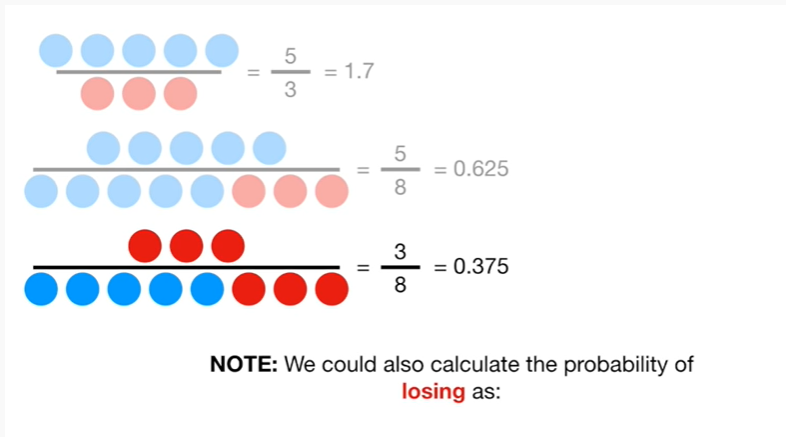 = 5/3 = 1.7
= 5/8 = 0.625
= 3/8 = 0.375
NOTE: We could also calculate the probability of
losing as: